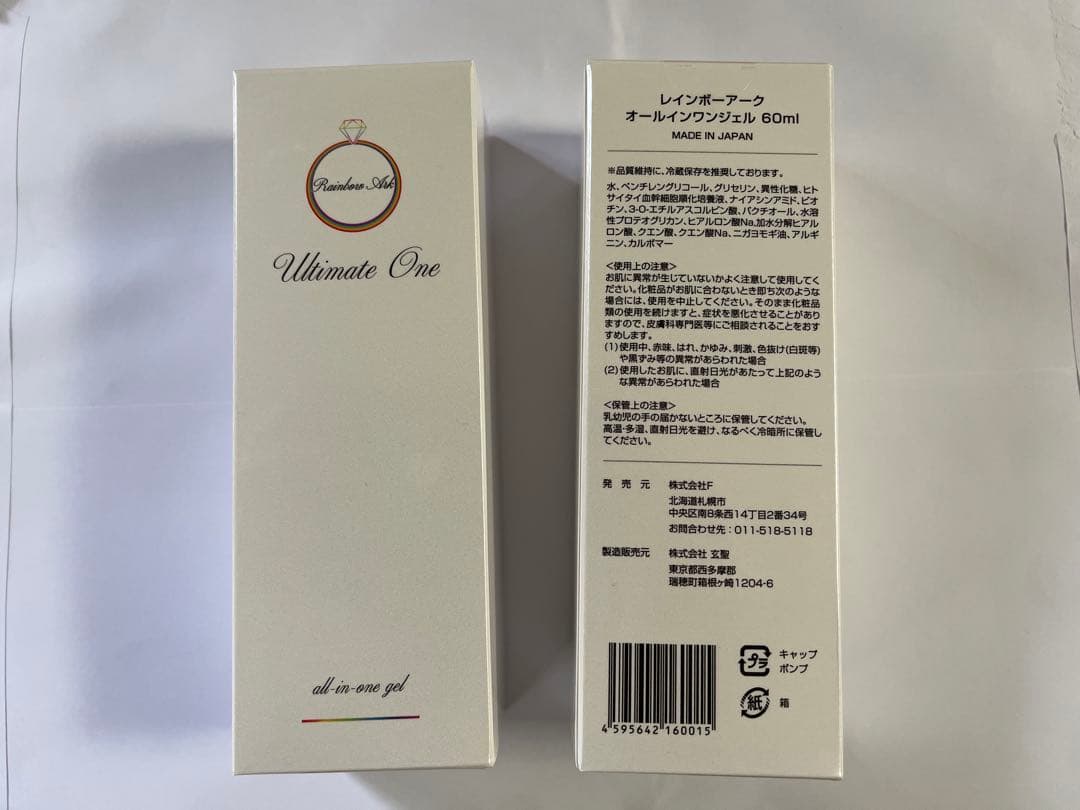 Rainbow Ark
Ultimate One
all-in-one gel
レインボーアーク
オールインワンジェル 60ml
MADE IN JAPAN
※品質維持に、冷蔵保存を推奨しております。
水、ペンチレングリコール、グリセリン、異性化糖、ヒト
サイタイ血幹細胞順化培養液、ナイアシンアミド、ビオ
チン、3-O-エチルアスコルビン酸、バクチオール、水溶
性プロテオグリカン、ヒアルロン酸Na、加水分解ヒアル
ロン酸、クエン酸、クエン酸Na、ニガヨモギ油、アルギ
ニン、カルボマー
<使用上の注意>
お肌に異常が生じていないかよく注意して使用してく
ださい。化粧品がお肌に合わないとき即ち次のような
場合には、使用を中止してください。そのまま化粧品
類の使用を続けますと、症状を悪化させることがあり
ますので、皮膚科専門医等にご相談されることをおす
すめします。
(1)使用中、赤味、はれ、かゆみ、刺激、色抜け(白斑等)
や黒ずみ等の異常があらわれた場合
(2)使用したお肌に、直射日光があたって上記のよう
な異常があらわれた場合
<保管上の注意>
乳幼児の手の届かないところに保管してください。
高温・多湿、直射日光を避け、なるべく冷暗所に保管し
てください。
発売元 株式会社F
北海道札幌市
中央区南8条西14丁目2番34号
お問合わせ先：011-518-5118
製造販売元 株式会社 玄聖
東京都西多摩郡
瑞穂町箱根ヶ崎1204-6
プラ キャップ
ポンプ
紙 箱
4 595642 160015